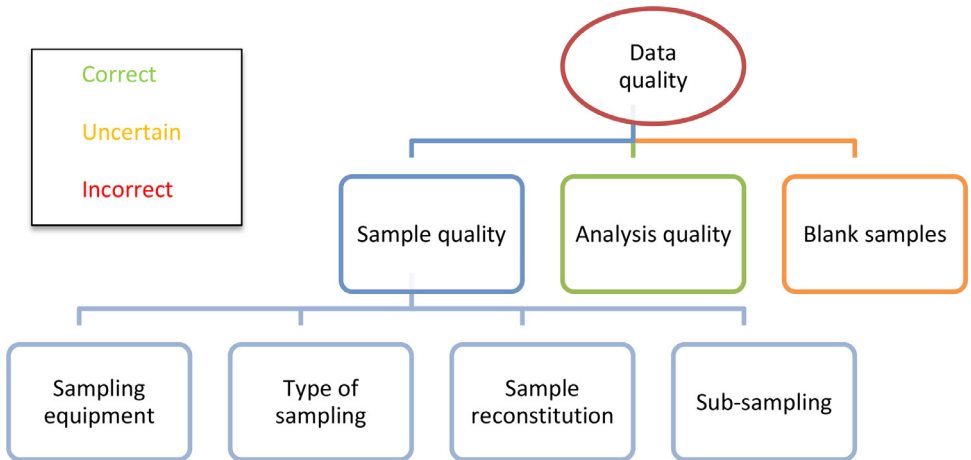 Data
quality
Correct
Uncertain
Incorrect
Sample quality
Analysis quality
Blank samples
Sampling
equipment
Type of
sampling
Sample
reconstitution
Sub-sampling